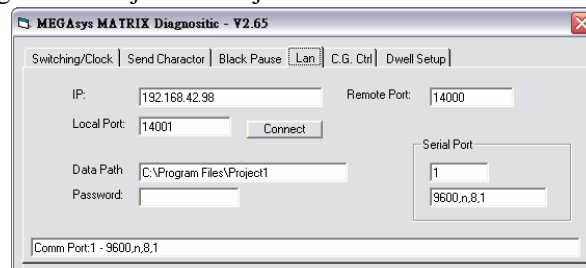 MEGAsys MATRIX Diagnositic - V2.65
Switching/Clock Send Charactor Black Pause Lan C.G. Ctrl Dwell Setup
IP: 192.168.42.98 Remote Port: 14000
Local Port: 14001 Connect
Serial Port
Data Path C:\Program Files\Project1 1
Password: 9600,n,8,1
Comm Port:1 - 9600,n,8,1